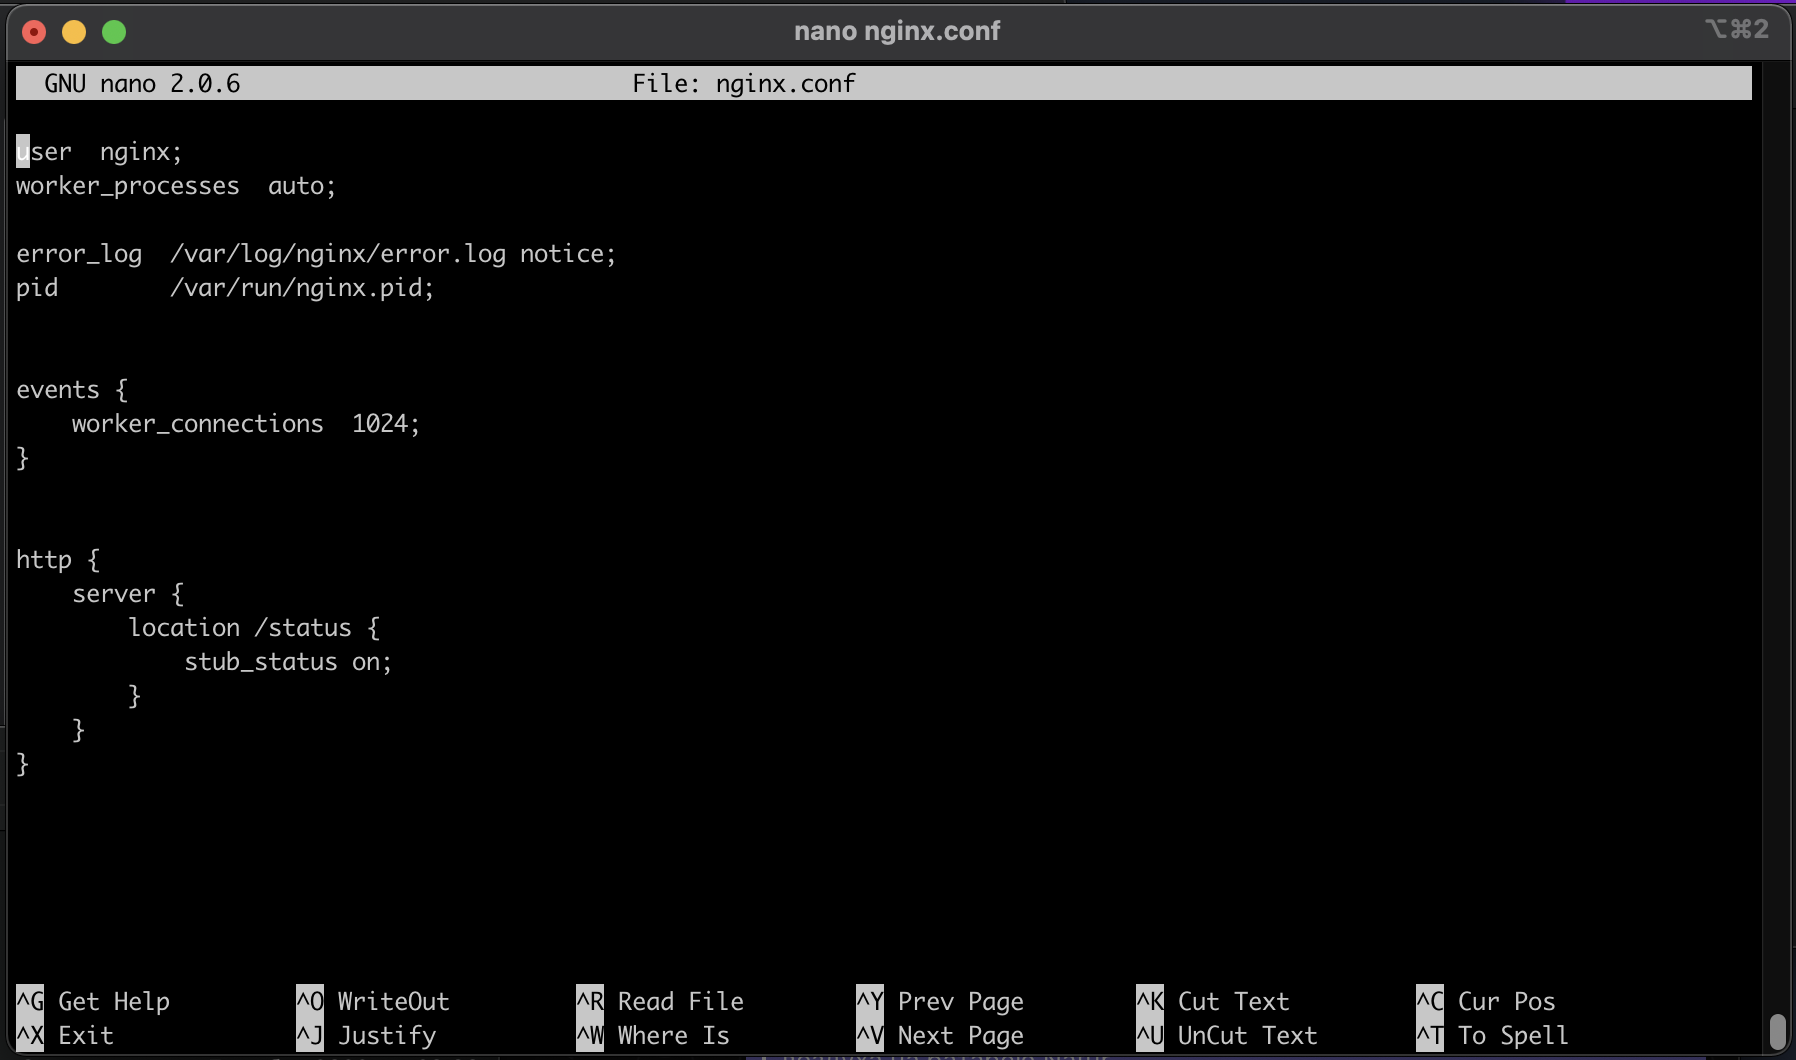 nano nginx.conf
⌥⌘2
GNU nano 2.0.6 File: nginx.conf
user  nginx;
worker_processes  auto;
error_log  /var/log/nginx/error.log notice;
pid        /var/run/nginx.pid;
events {
    worker_connections  1024;
}
http {
    server {
        location /status {
            stub_status on;
        }
    }
}
^G Get Help ^O WriteOut ^R Read File ^Y Prev Page ^K Cut Text ^C Cur Pos
^X Exit ^J Justify ^W Where Is ^V Next Page ^U UnCut Text ^T To Spell